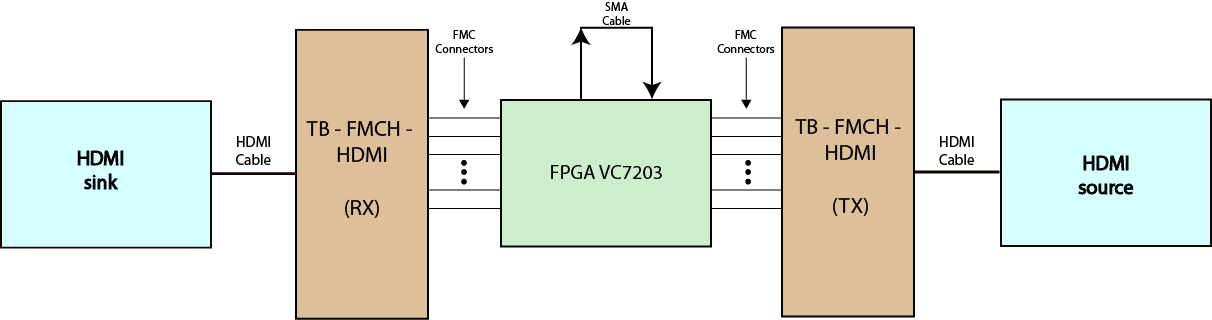 SMA
Cable
FMC
Connectors
FMC
Connectors
TB - FMCH -
HDMI
(RX)
TB - FMCH -
HDMI
(TX)
HDMI
Cable
HDMI
Cable
HDMI
sink
FPGA VC7203
HDMI
source